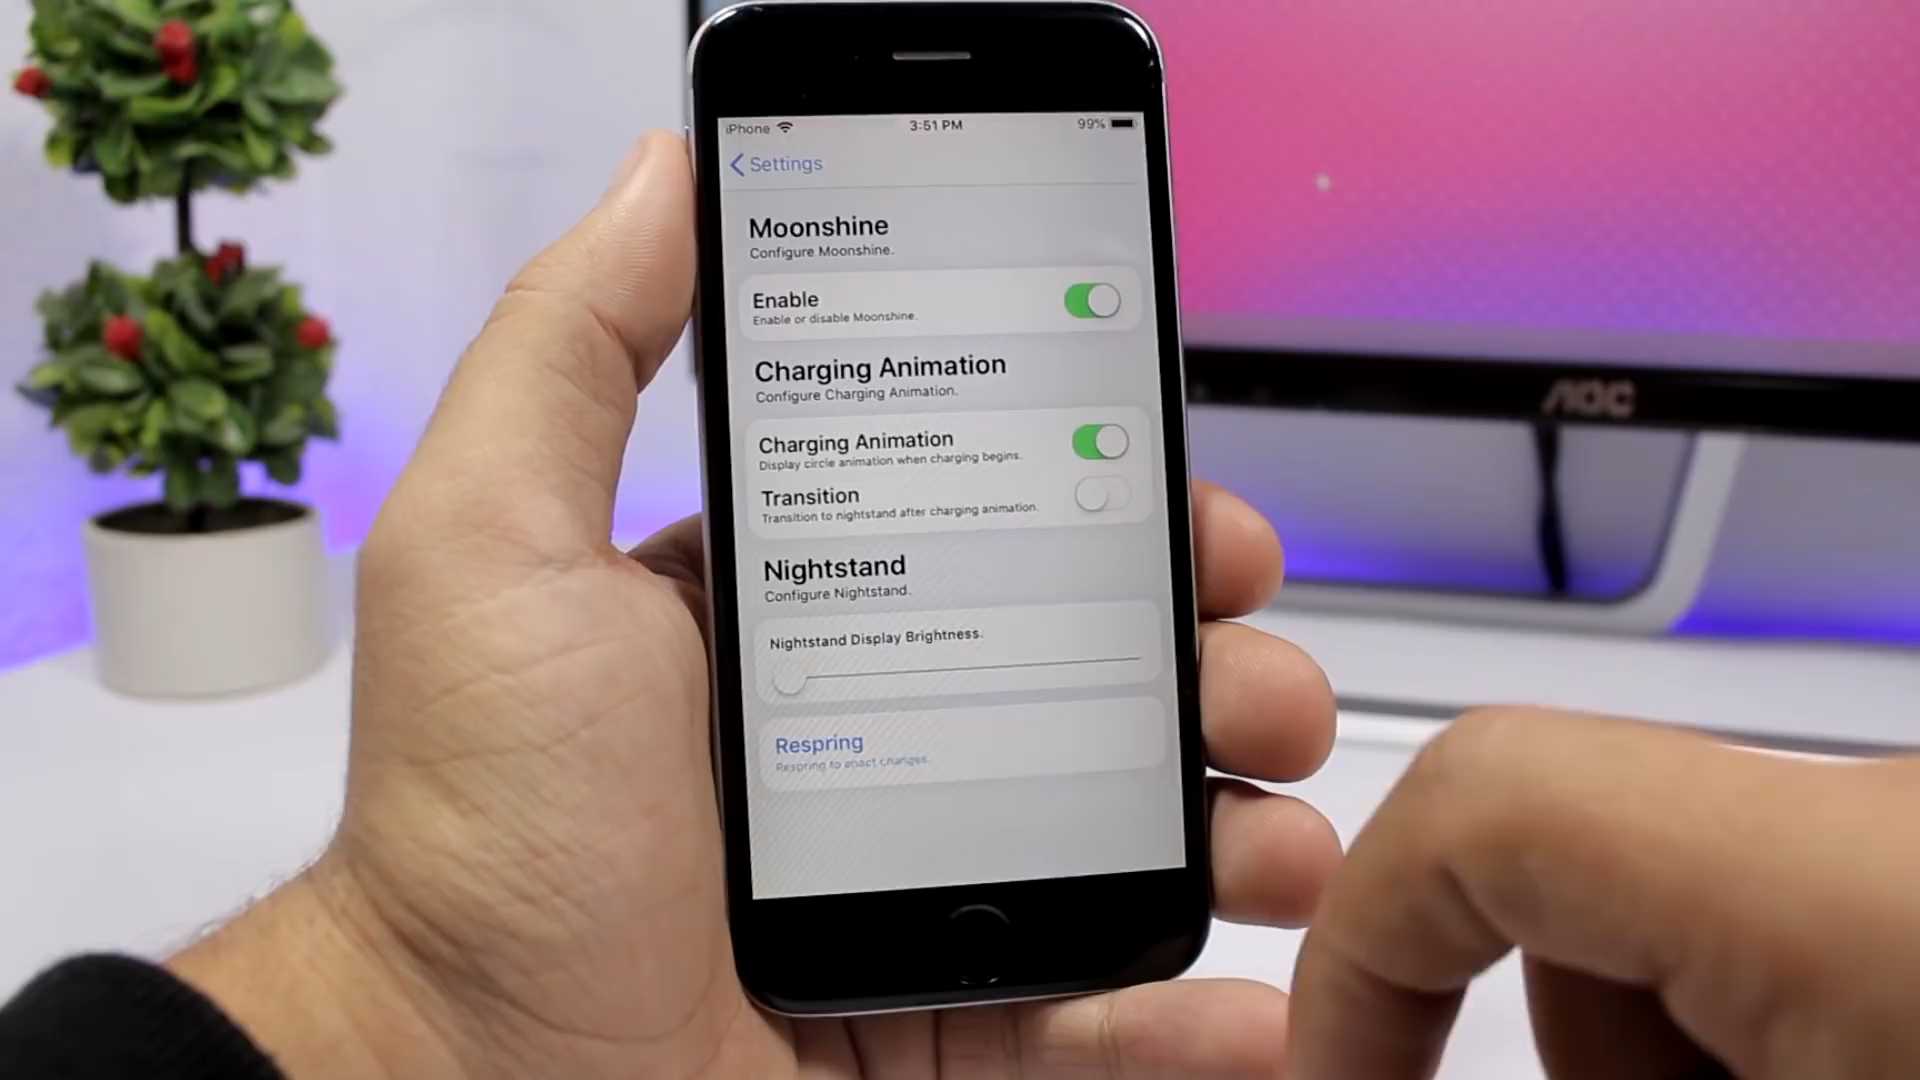 iPhone 3:51 PM 99%
Settings
Moonshine
Configure Moonshine.
Enable
Enable or disable Moonshine.
Charging Animation
Configure Charging Animation.
Charging Animation
Display circle animation when charging begins.
Transition
Transition to nightstand after charging animation.
Nightstand
Configure Nightstand.
Nightstand Display Brightness.
Respring
Respring to enact changes.
AOC